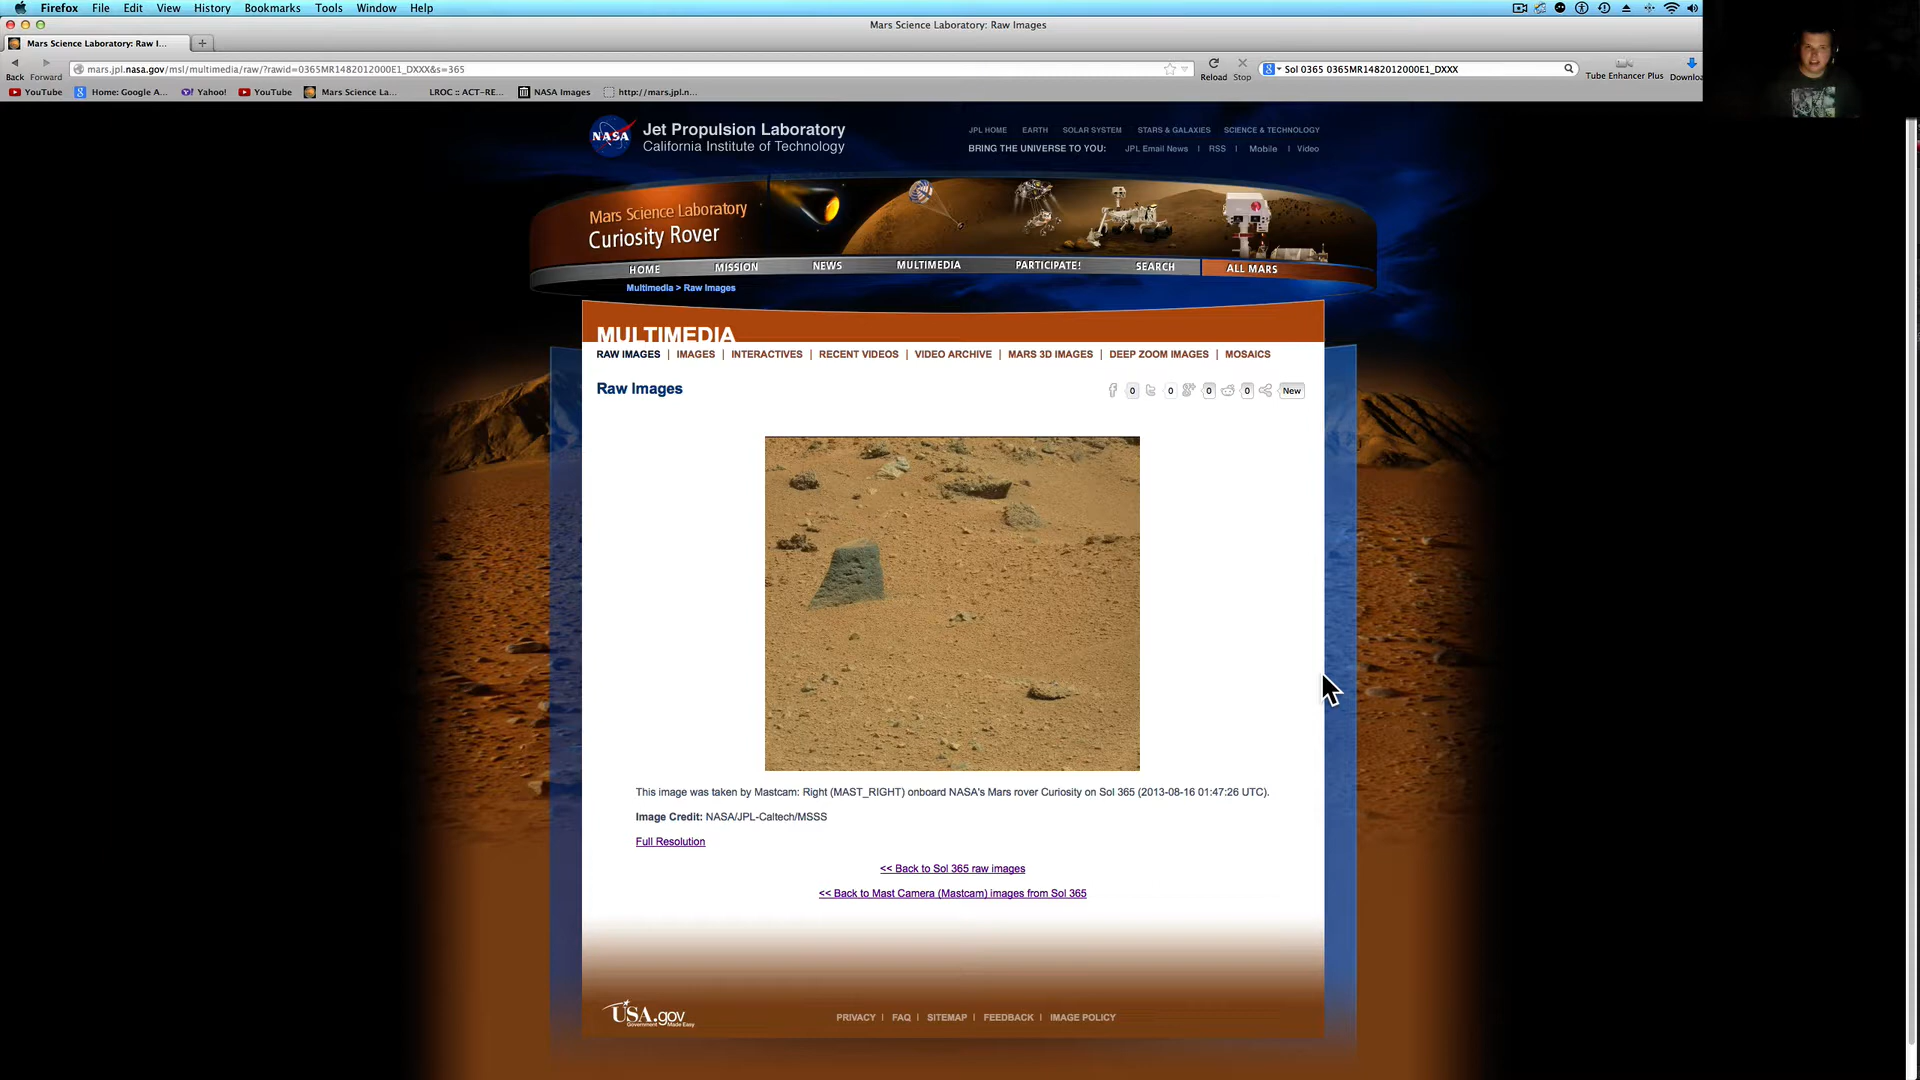 Firefox File Edit View History Bookmarks Tools Window Help
Mars Science Laboratory: Raw Images
Mars Science Laboratory: Raw I...
Back Forward
mars.jpl.nasa.gov/msl/multimedia/raw/?rawid=0365MR1482012000E1_DXXX&s=365
Reload Stop
Sol 0365 0365MR1482012000E1_DXXX
Tube Enhancer Plus
YouTube Home: Google A... Yahoo! YouTube Mars Science La... LROC :: ACT-RE... NASA Images http://mars.jpl.n...
NASA
Jet Propulsion Laboratory
California Institute of Technology
JPL HOME EARTH SOLAR SYSTEM STARS & GALAXIES SCIENCE & TECHNOLOGY
BRING THE UNIVERSE TO YOU: JPL Email News | RSS | Mobile | Video
Mars Science Laboratory
Curiosity Rover
HOME MISSION NEWS MULTIMEDIA PARTICIPATE! SEARCH ALL MARS
Multimedia > Raw Images
MULTIMEDIA
RAW IMAGES | IMAGES | INTERACTIVES | RECENT VIDEOS | VIDEO ARCHIVE | MARS 3D IMAGES | DEEP ZOOM IMAGES | MOSAICS
Raw Images
0 0 0 0 New
This image was taken by Mastcam: Right (MAST_RIGHT) onboard NASA's Mars rover Curiosity on Sol 365 (2013-08-16 01:47:26 UTC).
Image Credit: NASA/JPL-Caltech/MSSS
Full Resolution
<< Back to Sol 365 raw images
<< Back to Mast Camera (Mastcam) images from Sol 365
USA.gov
Government Made Easy
PRIVACY | FAQ | SITEMAP | FEEDBACK | IMAGE POLICY